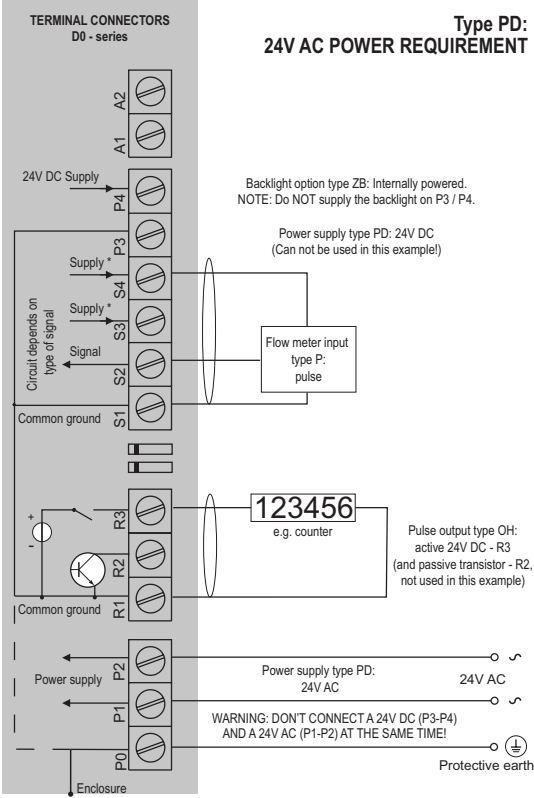 TERMINAL CONNECTORS
D0 - series
Type PD:
24V AC POWER REQUIREMENT
A2
A1
24V DC Supply
P4
Backlight option type ZB: Internally powered.
NOTE: Do NOT supply the backlight on P3 / P4.
P3
Power supply type PD: 24V DC
(Can not be used in this example!)
Supply *
S4
Supply *
S3
Circuit depends on
type of signal
Signal
S2
Flow meter input
type P:
pulse
Common ground
S1
+
-
R3
123456
e.g. counter
Pulse output type OH:
active 24V DC - R3
(and passive transistor - R2,
not used in this example)
R2
Common ground
R1
Power supply
P2
Power supply type PD:
24V AC
24V AC
P1
WARNING: DON'T CONNECT A 24V DC (P3-P4)
AND A 24V AC (P1-P2) AT THE SAME TIME!
P0
Protective earth
Enclosure